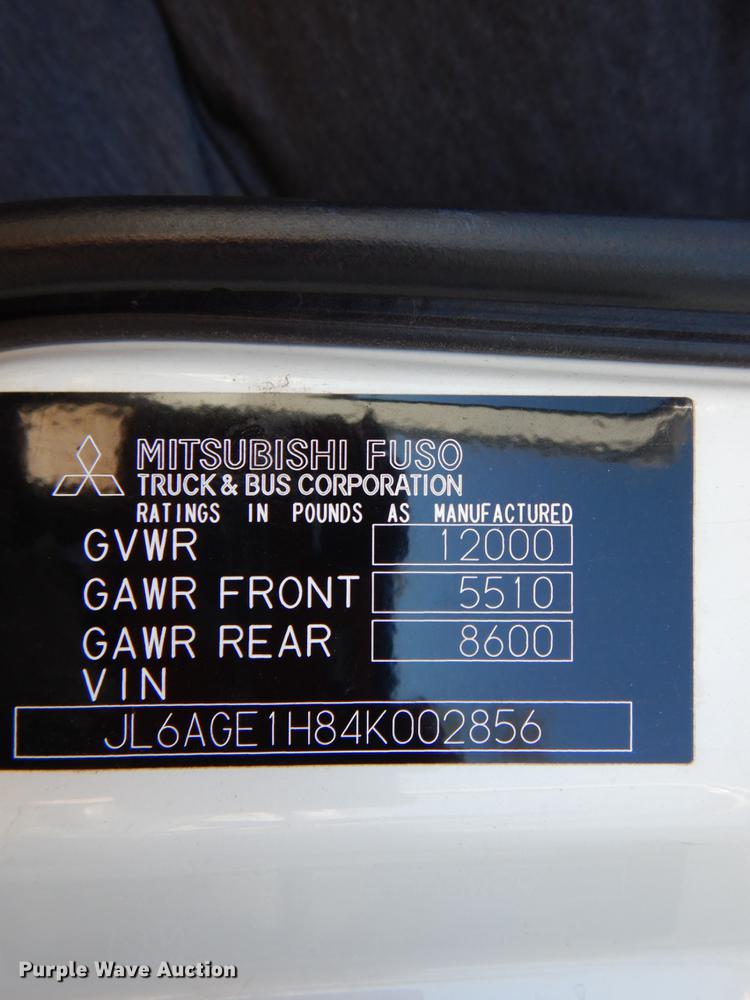 MITSUBISHI FUSO
TRUCK & BUS CORPORATION
RATINGS IN POUNDS AS MANUFACTURED
GVWR 12000
GAWR FRONT 5510
GAWR REAR 8600
VIN
JL6AGE1H84K002856
Purple Wave Auction